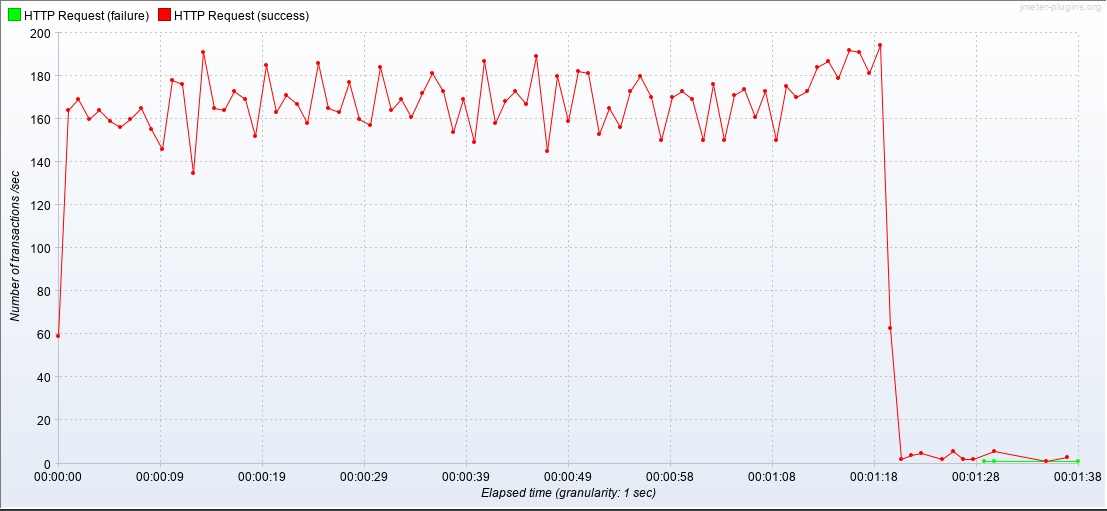 jmeter-plugins.org
HTTP Request (failure) HTTP Request (success)
200
180
160
140
120
100
80
60
40
20
0
Number of transactions /sec
00:00:00 00:00:09 00:00:19 00:00:29 00:00:39 00:00:49 00:00:58 00:01:08 00:01:18 00:01:28 00:01:38
Elapsed time (granularity: 1 sec)